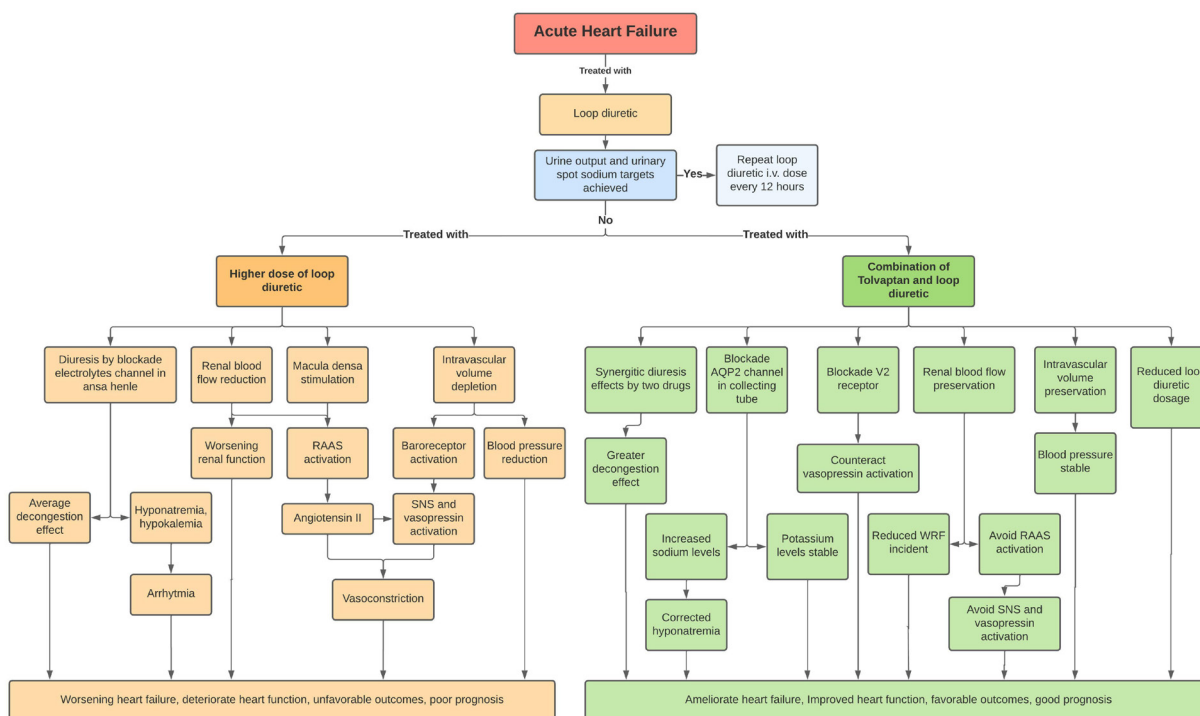 Acute Heart Failure
Treated with
Loop diuretic
Urine output and urinary
spot sodium targets
achieved
Yes
Repeat loop
diuretic i.v. dose
every 12 hours
No
Treated with
Treated with
Higher dose of loop
diuretic
Combination of
Tolvaptan and loop
diuretic
Diuresis by blockade
electrolytes channel in
ansa henle
Renal blood
flow reduction
Macula densa
stimulation
Intravascular
volume
depletion
Synergitic diuresis
effects by two drugs
Blockade
AQP2 channel
in collecting
tube
Blockade V2
receptor
Renal blood flow
preservation
Intravascular
volume
preservation
Reduced loop
diuretic
dosage
Worsening
renal function
RAAS
activation
Baroreceptor
activation
Blood pressure
reduction
Greater
decongestion
effect
Counteract
vasopressin activation
Blood pressure
stable
Average
decongestion
effect
Hyponatremia,
hypokalemia
Angiotensin II
SNS and
vasopressin
activation
Increased
sodium levels
Potassium
levels stable
Reduced WRF
incident
Avoid RAAS
activation
Arrhytmia
Vasoconstriction
Corrected
hyponatremia
Avoid SNS and
vasopressin
activation
Worsening heart failure, deteriorate heart function, unfavorable outcomes, poor prognosis
Ameliorate heart failure, Improved heart function, favorable outcomes, good prognosis